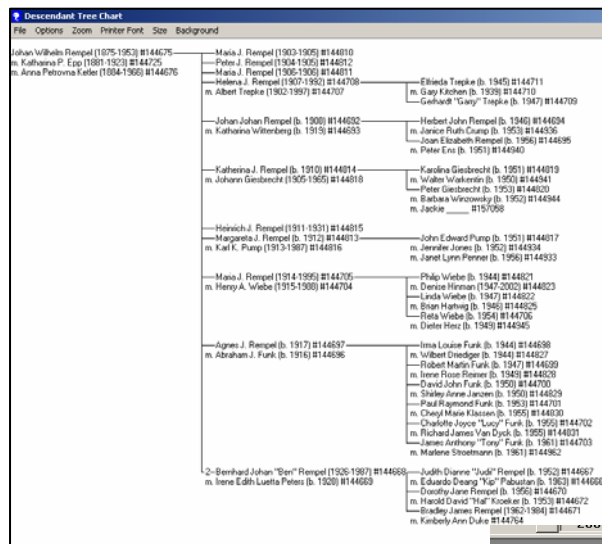 Descendant Tree Chart
File Options Zoom Printer Font Size Background
Johan Wilhelm Rempel (1875-1953) #144675
m. Katharina P. Epp (1881-1923) #144725
m. Anna Petrovna Ketler (1884-1966) #144676
Maria J. Rempel (1903-1905) #144810
Peter J. Rempel (1904-1905) #144812
Maria J. Rempel (1906-1906) #144811
Helena J. Rempel (1907-1992) #144708
m. Albert Trepke (1902-1997) #144707
Elfrieda Trepke (b. 1945) #144711
m. Gary Kitchen (b. 1939) #144710
Gerhardt "Garry" Trepke (b. 1947) #144709
Johan Johan Rempel (b. 1908) #144692
m. Katharina Wittenberg (b. 1919) #144693
Herbert John Rempel (b. 1946) #144694
m. Janice Ruth Crump (b. 1953) #144936
Joan Elizabeth Rempel (b. 1956) #144695
m. Peter Ens (b. 1951) #144940
Katherina J. Rempel (b. 1910) #144814
m. Johann Giesbrecht (1905-1965) #144818
Karolina Giesbrecht (b. 1951) #144819
m. Walter Warkentin (b. 1950) #144941
Peter Giesbrecht (b. 1953) #144820
m. Barbara Winzowsky (b. 1952) #144944
m. Jackie _____ #157058
Heinrich J. Rempel (1911-1931) #144815
Margareta J. Rempel (b. 1912) #144813
m. Karl K. Pump (1913-1987) #144816
John Edward Pump (b. 1951) #144817
m. Jennifer Jones (b. 1952) #144934
m. Janet Lynn Penner (b. 1956) #144933
Maria J. Rempel (1914-1995) #144705
m. Henry A. Wiebe (1915-1988) #144704
Philip Wiebe (b. 1944) #144821
m. Denise Hinman (1947-2002) #144823
Linda Wiebe (b. 1947) #144822
m. Brian Hartwig (b. 1946) #144825
Reta Wiebe (b. 1954) #144706
m. Dieter Herz (b. 1949) #144945
Agnes J. Rempel (b. 1917) #144697
m. Abraham J. Funk (b. 1916) #144696
Irma Louise Funk (b. 1944) #144698
m. Wilbert Driediger (b. 1944) #144827
Robert Martin Funk (b. 1947) #144699
m. Irene Rose Reimer (b. 1949) #144828
David John Funk (b. 1950) #144700
m. Shirley Anne Janzen (b. 1950) #144829
Paul Raymond Funk (b. 1953) #144701
m. Cheryl Marie Klassen (b. 1955) #144830
Charlotte Joyce "Lucy" Funk (b. 1955) #144702
m. Richard James Van Dyck (b. 1955) #144831
James Anthony "Tony" Funk (b. 1961) #144703
m. Marlene Stroetmann (b. 1961) #144962
2-Bernhard Johan "Ben" Rempel (1926-1987) #144668
m. Irene Edith Luetta Peters (b. 1928) #144669
Judith Dianne "Judi" Rempel (b. 1952) #144667
m. Eduardo Deang "Kip" Pabustan (b. 1963) #144666
Dorothy Jane Rempel (b. 1956) #144670
m. Harold David "Hal" Kroeker (b. 1953) #144672
Bradley James Rempel (1962-1984) #144671
m. Kimberly Ann Duke #144764